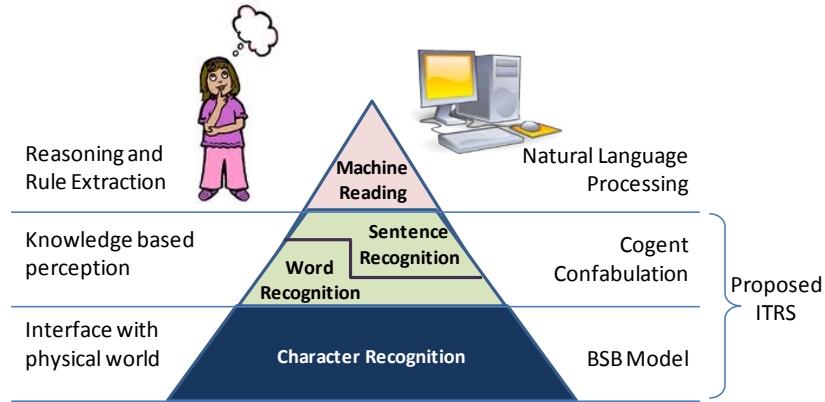 Reasoning and
Rule Extraction
Machine
Reading
Natural Language
Processing
Knowledge based
perception
Sentence
Recognition
Word
Recognition
Cogent
Confabulation
Proposed
ITRS
Interface with
physical world
Character Recognition
BSB Model